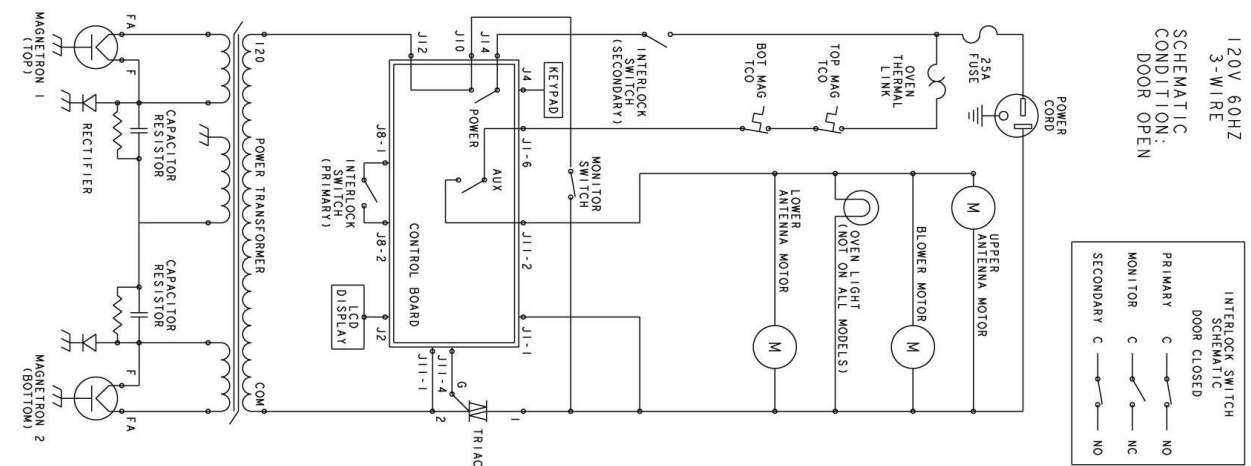 120V 60HZ
3-WIRE
SCHEMATIC
CONDITION:
DOOR OPEN
INTERLOCK SWITCH
SCHEMATIC
DOOR CLOSED
PRIMARY C NO
MONITOR C NC
SECONDARY C NO
POWER
CORD
25A
FUSE
OVEN
THERMAL
LINK
TOP MAG
TCO
BOT MAG
TCO
INTERLOCK
SWITCH
(SECONDARY)
UPPER
ANTENNA MOTOR
M
BLOWER MOTOR
M
OVEN LIGHT
(NOT ON ALL MODELS)
LOWER
ANTENNA MOTOR
M
MONITOR
SWITCH
J14
J10
J12
J4
KEYPAD
J1-6
POWER
AUX
J11-2
J1-1
CONTROL BOARD
J8-1
J8-2
INTERLOCK
SWITCH
(PRIMARY)
LCD
DISPLAY
J2
J11-1
J11-4
G
2
1
TRIAC
120
POWER TRANSFORMER
COM
FA
F
MAGNETRON 1
(TOP)
RECTIFIER
CAPACITOR
RESISTOR
CAPACITOR
RESISTOR
F
FA
MAGNETRON 2
(BOTTOM)